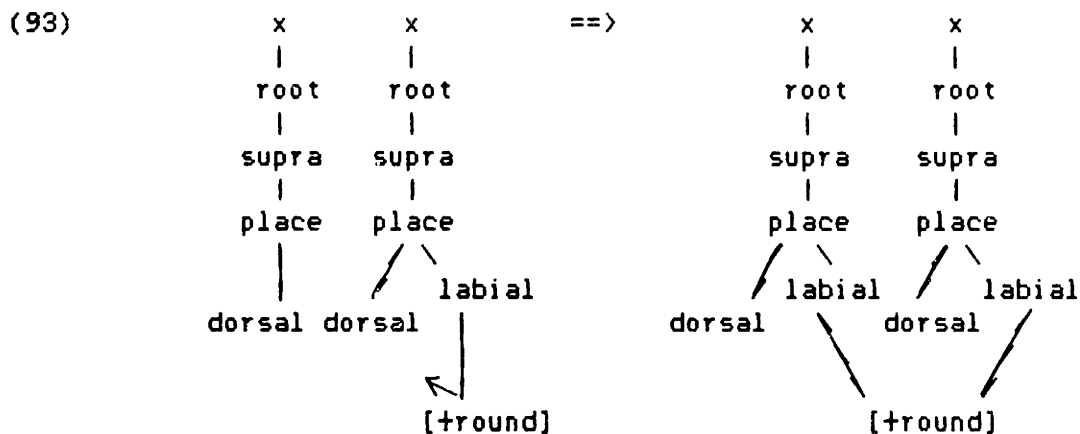 (93) x x ==> x x
root root root root
supra supra supra supra
place place place place
labial labial labial
dorsal dorsal dorsal dorsal
[+round] [+round]